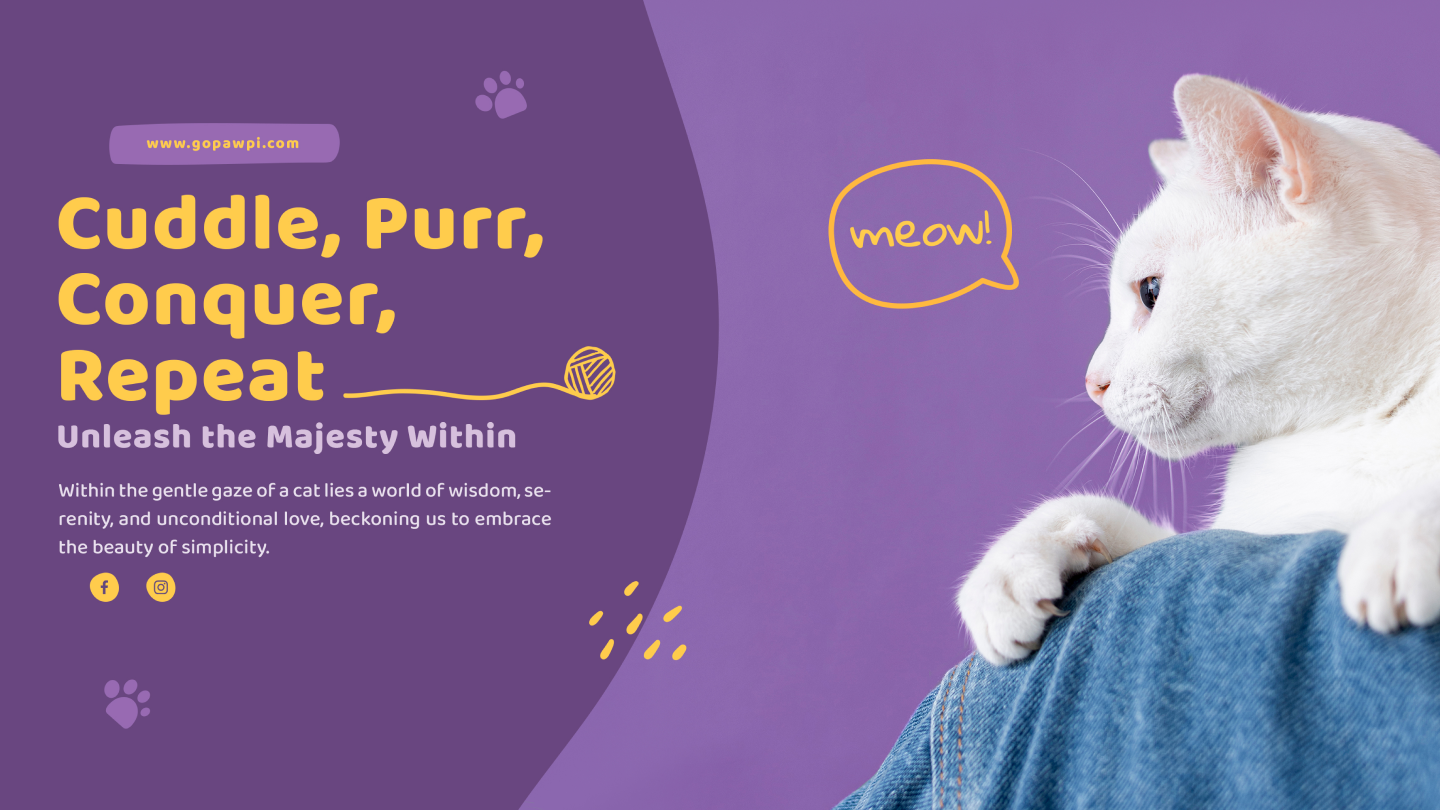 www.gopawpi.com
Cuddle, Purr,
Conquer,
Repeat
Unleash the Majesty Within
Within the gentle gaze of a cat lies a world of wisdom, se-
renity, and unconditional love, beckoning us to embrace
the beauty of simplicity.
meow!